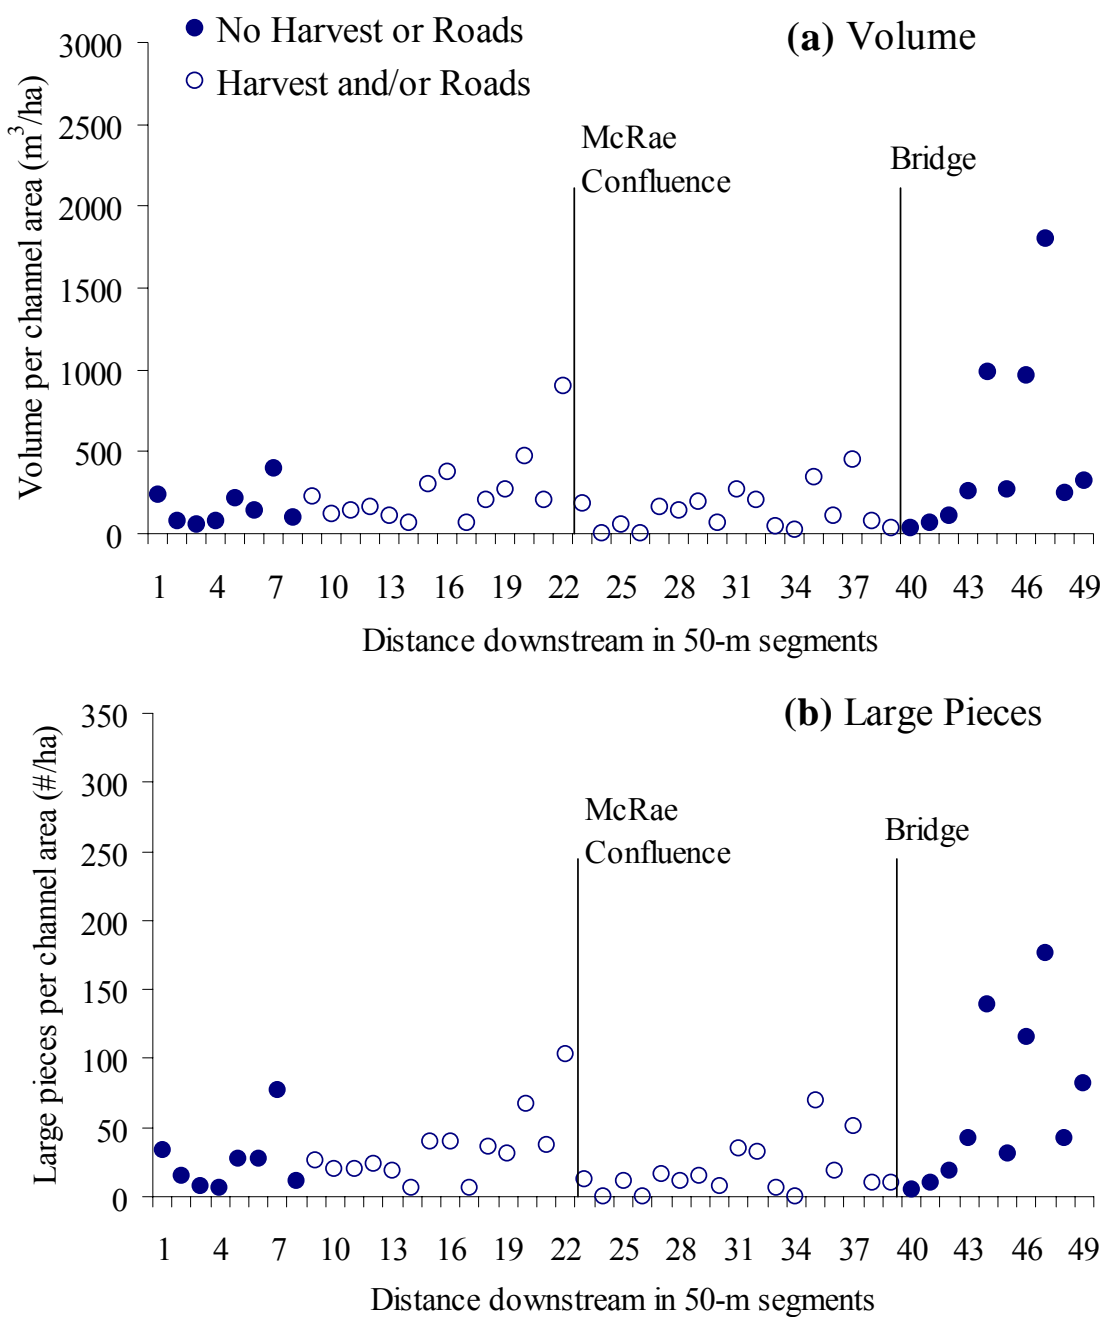 No Harvest or Roads
Harvest and/or Roads
(a) Volume
3000
2500
2000
1500
1000
500
0
Volume per channel area (m³/ha)
McRae
Confluence
Bridge
1 4 7 10 13 16 19 22 25 28 31 34 37 40 43 46 49
Distance downstream in 50-m segments
(b) Large Pieces
350
300
250
200
150
100
50
0
Large pieces per channel area (#/ha)
McRae
Confluence
Bridge
1 4 7 10 13 16 19 22 25 28 31 34 37 40 43 46 49
Distance downstream in 50-m segments